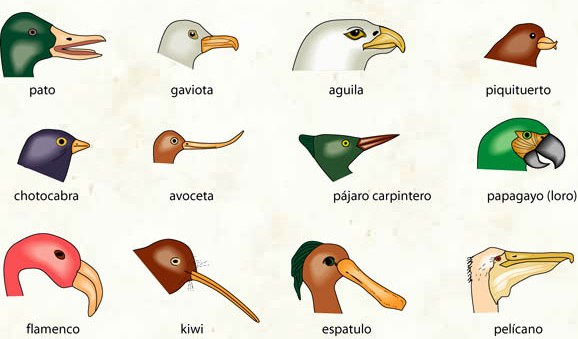 pato
gaviota
aguila
piquituerto
chotocabra
avoceta
pájaro carpintero
papagayo (loro)
flamenco
kiwi
espatulo
pelícano